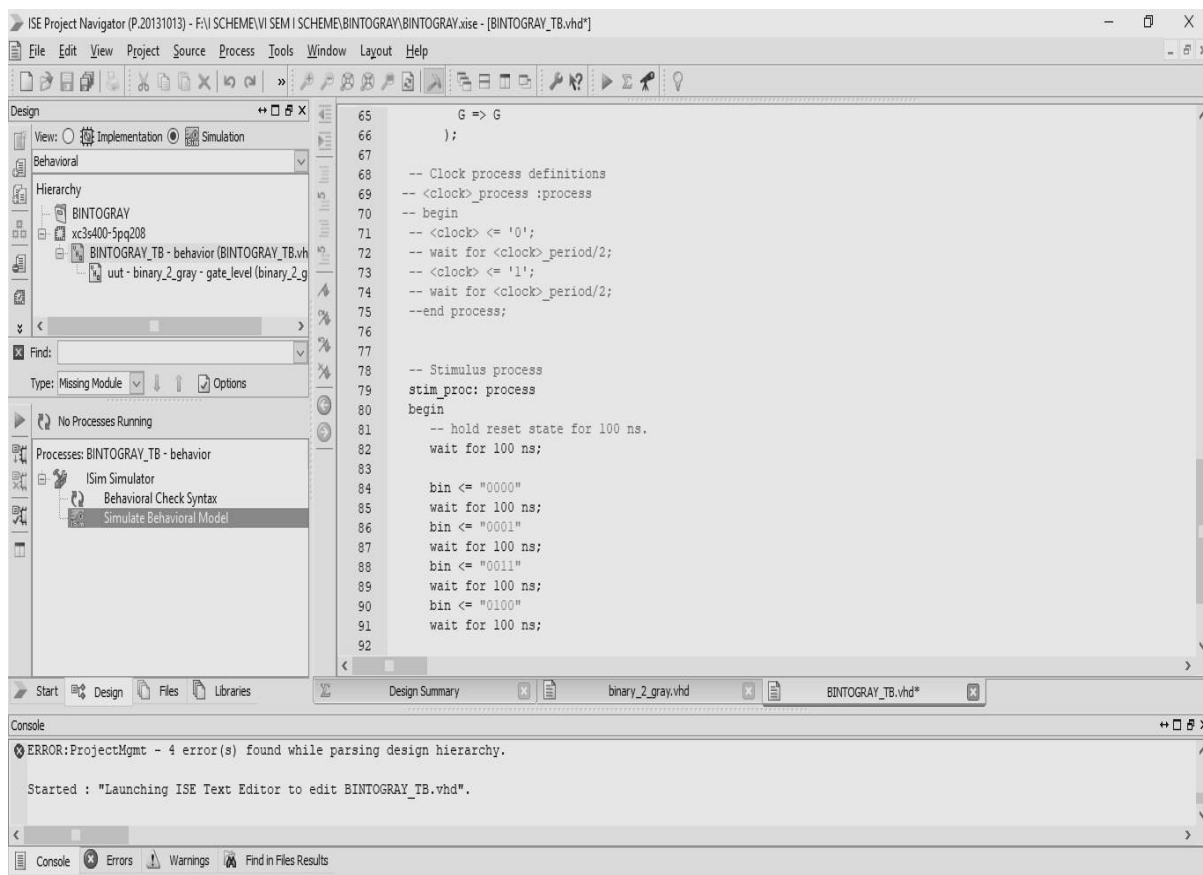 ISE Project Navigator (P.20131013) - F:\I SCHEME\VI SEM I SCHEME\BINTOGRAY\BINTOGRAY.xise - [BINTOGRAY_TB.vhd*]
File Edit View Project Source Process Tools Window Layout Help
Design
View: Implementation Simulation
Behavioral
Hierarchy
BINTOGRAY
xc3s400-5pq208
BINTOGRAY_TB - behavior (BINTOGRAY_TB.vh
uut - binary_2_gray - gate_level (binary_2_g
Find:
Type: Missing Module Options
No Processes Running
Processes: BINTOGRAY_TB - behavior
ISim Simulator
Behavioral Check Syntax
Simulate Behavioral Model
Start Design Files Libraries
65 G => G
66 );
67
68 -- Clock process definitions
69 -- <clock>_process :process
70 -- begin
71 -- <clock> <= '0';
72 -- wait for <clock>_period/2;
73 -- <clock> <= '1';
74 -- wait for <clock>_period/2;
75 --end process;
76
77
78 -- Stimulus process
79 stim_proc: process
80 begin
81 -- hold reset state for 100 ns.
82 wait for 100 ns;
83
84 bin <= "0000"
85 wait for 100 ns;
86 bin <= "0001"
87 wait for 100 ns;
88 bin <= "0011"
89 wait for 100 ns;
90 bin <= "0100"
91 wait for 100 ns;
92
Design Summary binary_2_gray.vhd BINTOGRAY_TB.vhd*
Console
ERROR:ProjectMgmt - 4 error(s) found while parsing design hierarchy.
Started : "Launching ISE Text Editor to edit BINTOGRAY_TB.vhd".
Console Errors Warnings Find in Files Results